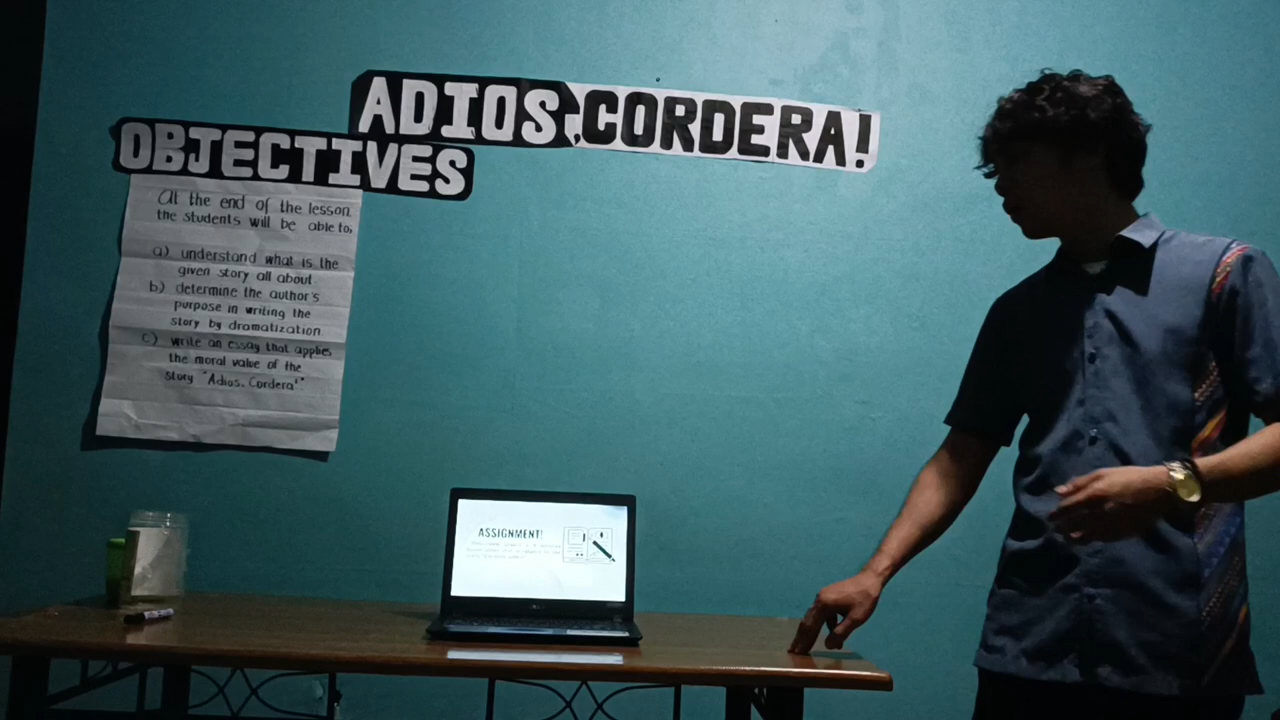 ADIOS, CORDERA!
OBJECTIVES
At the end of the lesson
the students will be able to;
a) understand what is the
given story all about.
b) determine the author's
purpose in writing the
story by dramatization.
c) write an essay that applies
the moral value of the
story "Adios, Cordera!"
ASSIGNMENT!